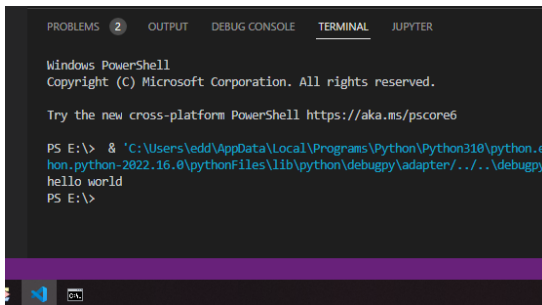 PROBLEMS 2 OUTPUT DEBUG CONSOLE TERMINAL JUPYTER
Windows PowerShell
Copyright (C) Microsoft Corporation. All rights reserved.
Try the new cross-platform PowerShell https://aka.ms/pscore6
PS E:\> & 'C:\Users\edd\AppData\Local\Programs\Python\Python310\python.e
hon.python-2022.16.0\pythonFiles\lib\python\debugpy\adapter/../..\debugpy
hello world
PS E:\>
C:\.